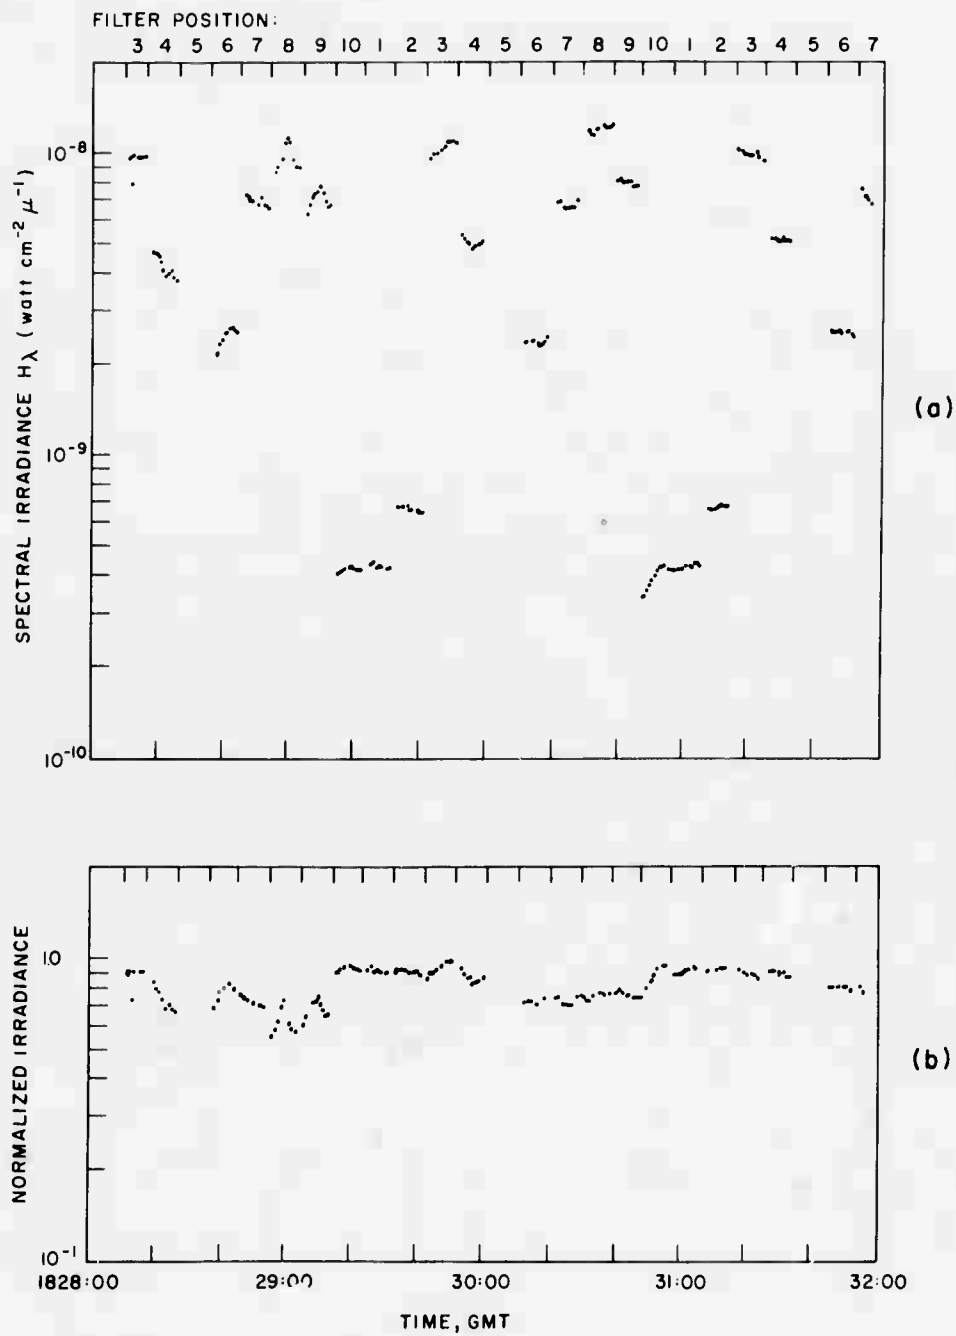 FILTER POSITION:
3 4 5 6 7 8 9 10 1 2 3 4 5 6 7 8 9 10 1 2 3 4 5 6 7
SPECTRAL IRRADIANCE Hλ (watt cm⁻² μ⁻¹)
10⁻⁸
10⁻⁹
10⁻¹⁰
(a)
NORMALIZED IRRADIANCE
1.0
10⁻¹
(b)
1828:00 29:00 30:00 31:00 32:00
TIME, GMT